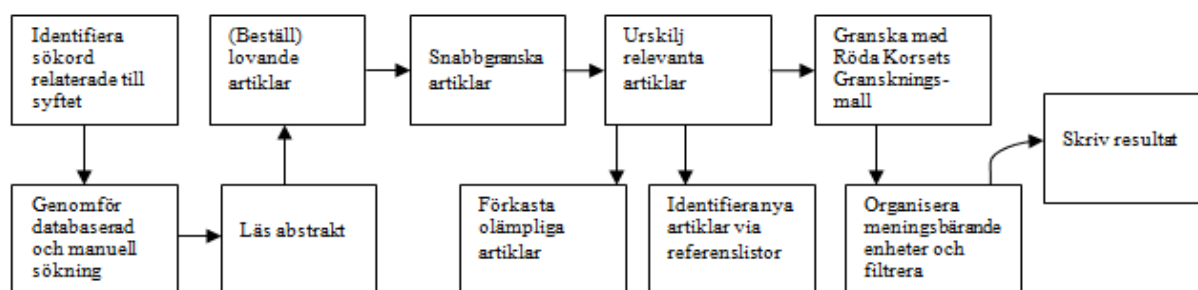 Identifiera
sökord
relaterade till
syftet
Genomför
databaserad
och manuell
sökning
Läs abstrakt
(Beställ)
lovande
artiklar
Snabbgranska
artiklar
Urskilj
relevanta
artiklar
Förkasta
olämpliga
artiklar
Identifiera nya
artiklar via
referenslistor
Granska med
Röda Korsets
Gransknings-
mall
Organisera
meningsbärande
enheter och
filtrera
Skriv resultat